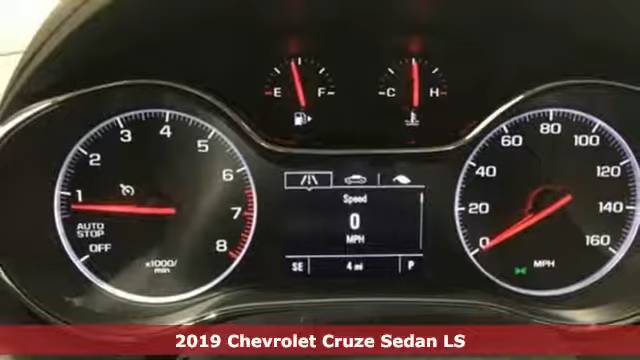 E F
C H
1 2 3 4 5 6 7 8
AUTO
STOP
OFF
x1000/
min
Speed
0
MPH
SE 4 mi P
0 20 40 60 80 100 120 140 160
MPH
2019 Chevrolet Cruze Sedan LS